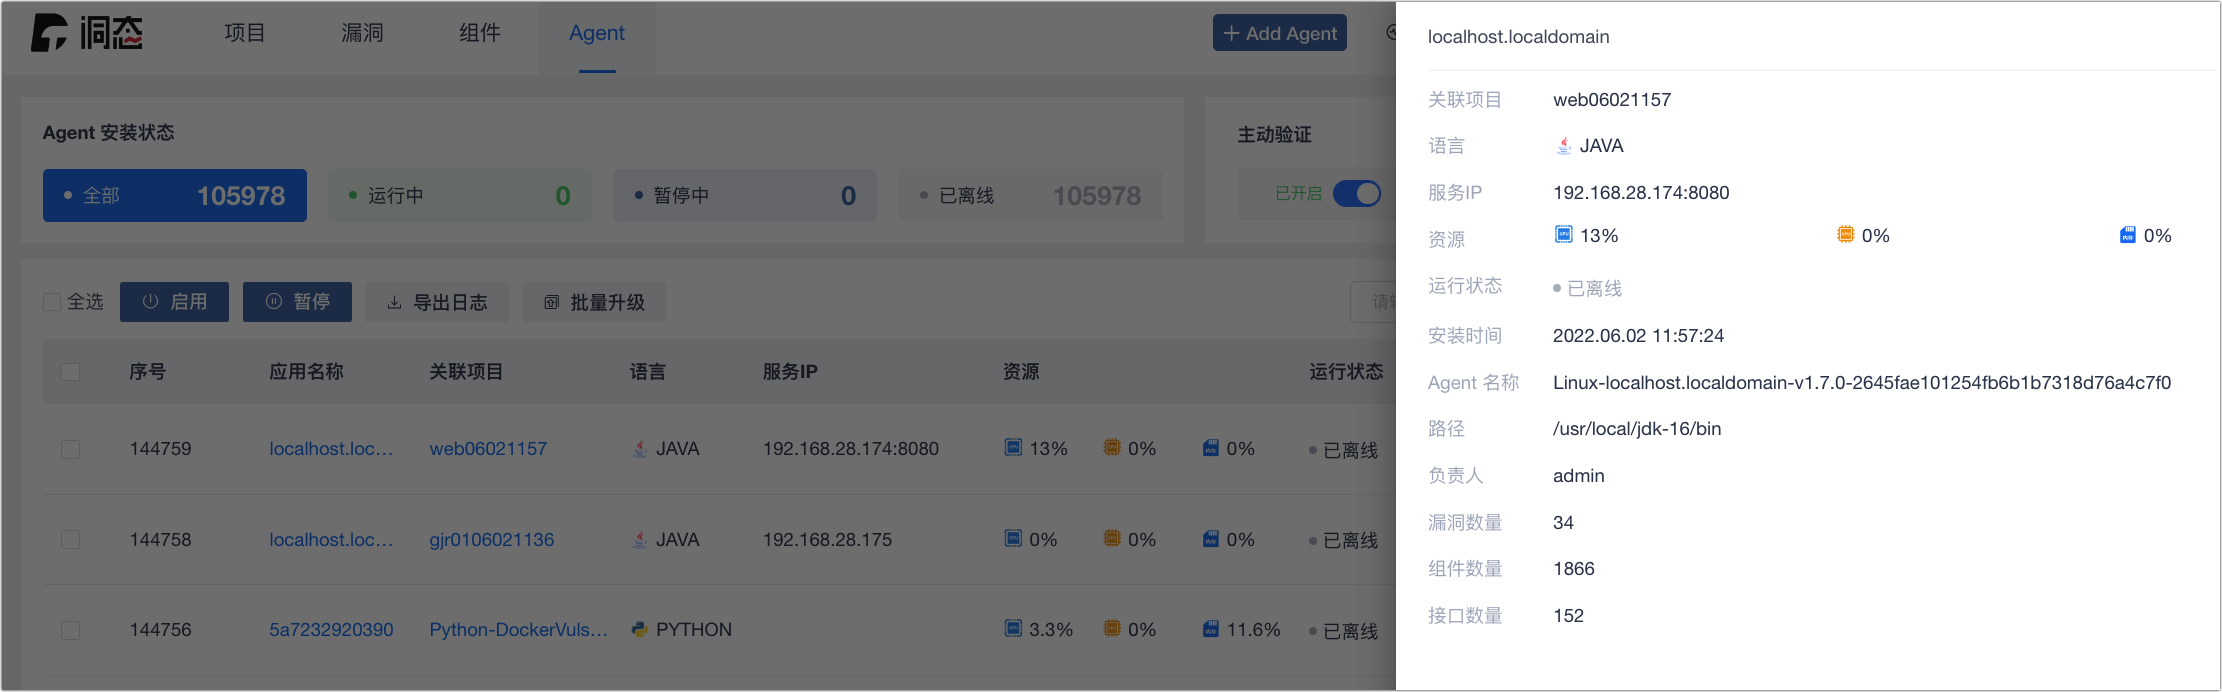 洞态 项目 漏洞 组件 Agent + Add Agent
Agent 安装状态
全部 105978 运行中 0 暂停中 0 已离线 105978
主动验证
已开启
全选 启用 暂停 导出日志 批量升级 请
序号 应用名称 关联项目 语言 服务IP 资源 运行状态
144759 localhost.loc... web06021157 JAVA 192.168.28.174:8080 13% 0% 0% 已离线
144758 localhost.loc... gjr0106021136 JAVA 192.168.28.175 0% 0% 0% 已离线
144756 5a7232920390 Python-DockerVuls... PYTHON 3.3% 0% 11.6% 已离线
localhost.localdomain
关联项目 web06021157
语言 JAVA
服务IP 192.168.28.174:8080
资源 CPU 13% 0% 内存 0%
运行状态 已离线
安装时间 2022.06.02 11:57:24
Agent 名称 Linux-localhost.localdomain-v1.7.0-2645fae101254fb6b1b7318d76a4c7f0
路径 /usr/local/jdk-16/bin
负责人 admin
漏洞数量 34
组件数量 1866
接口数量 152